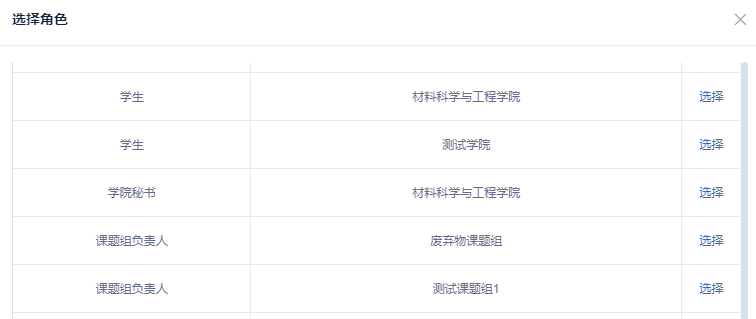 选择角色
学生 材料科学与工程学院 选择
学生 测试学院 选择
学院秘书 材料科学与工程学院 选择
课题组负责人 废弃物课题组 选择
课题组负责人 测试课题组1 选择